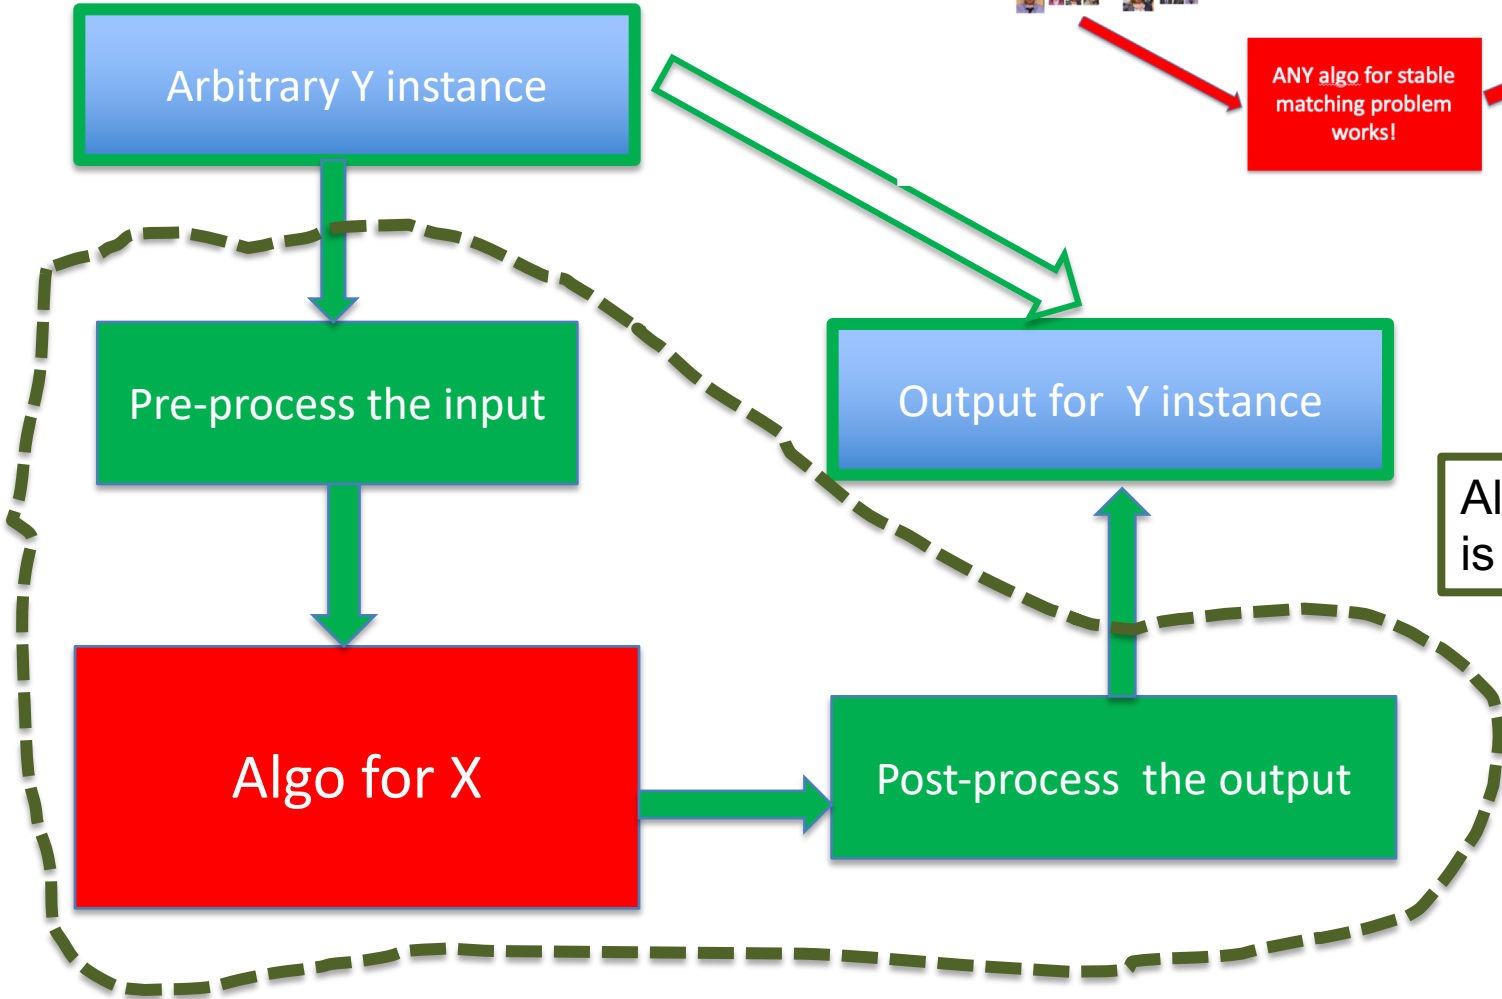 Arbitrary Y instance
ANY algo for stable
matching problem
works!
Pre-process the input
Output for  Y instance
is
Algo for X
Post-process  the output